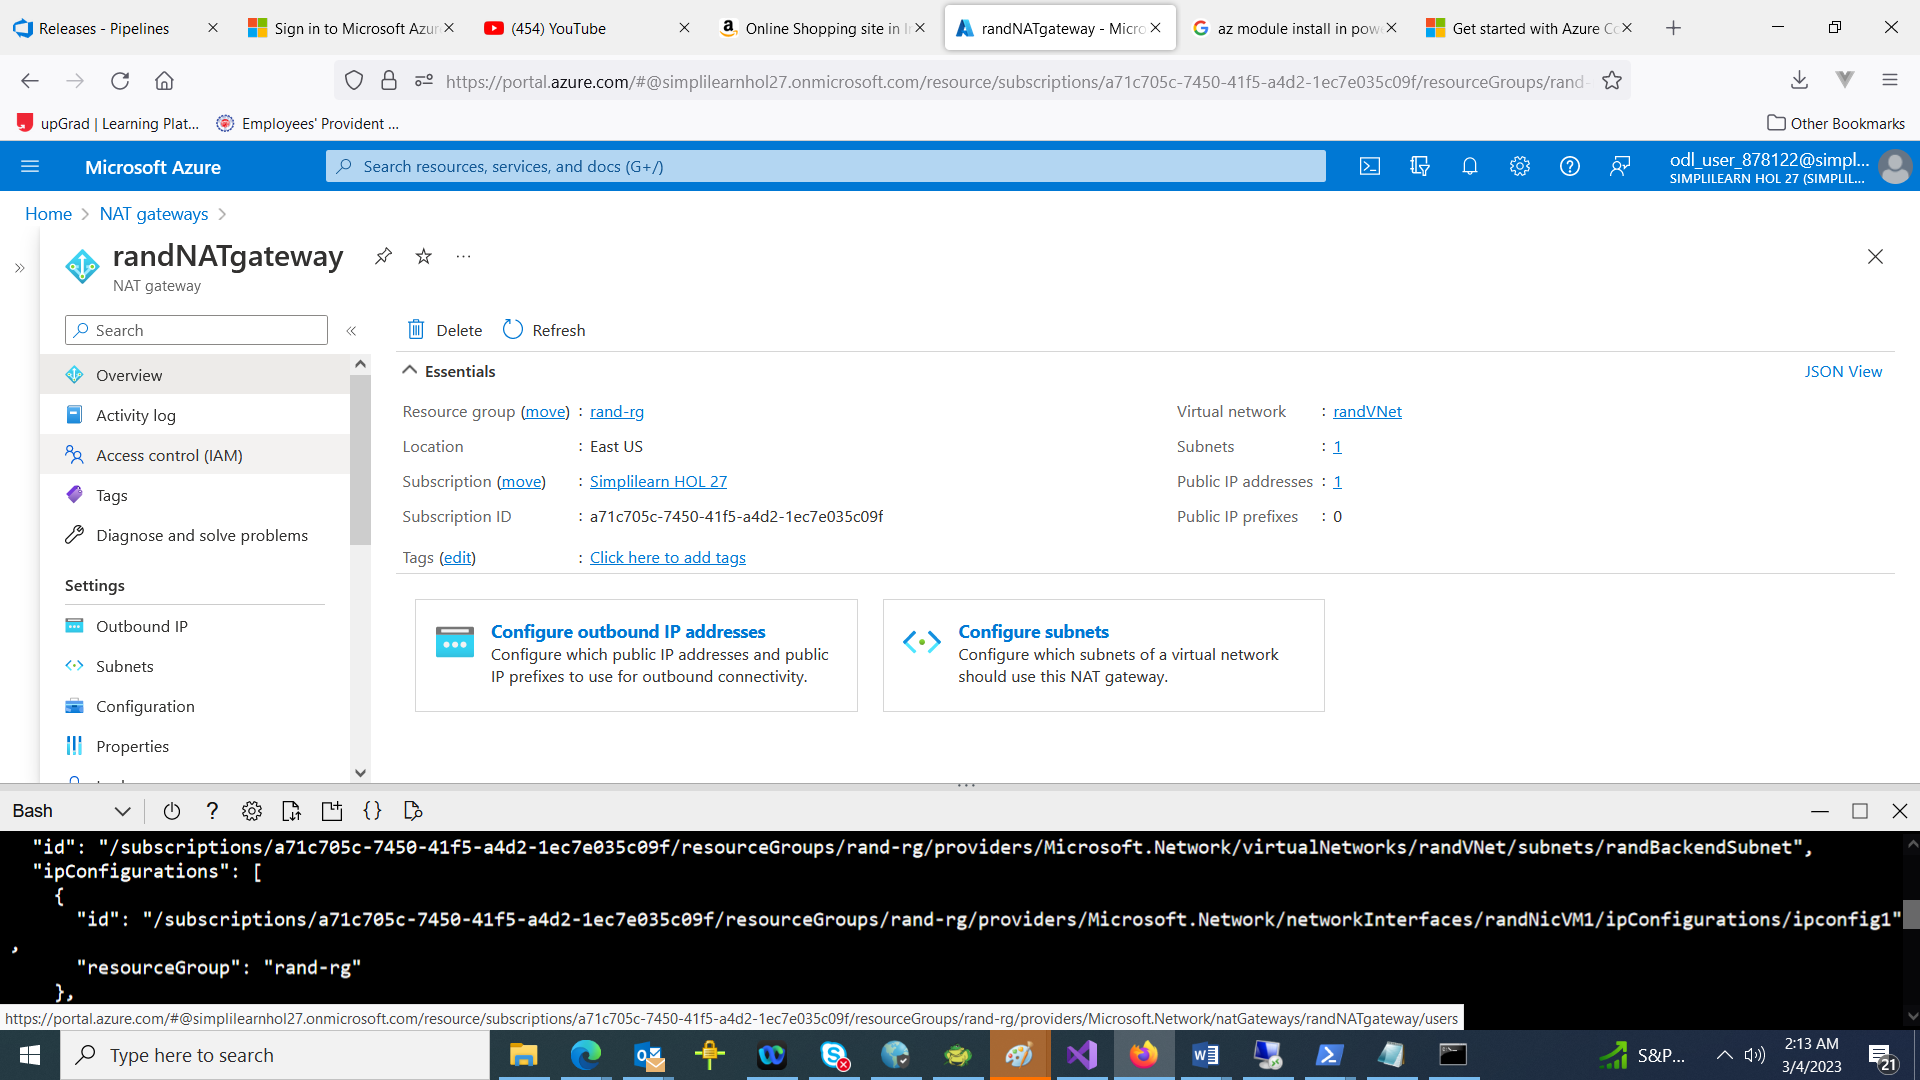 Releases - Pipelines
Sign in to Microsoft Azur
(454) YouTube
Online Shopping site in I
randNATgateway - Micro
az module install in powe
Get started with Azure Co
https://portal.azure.com/#@simplilearnhol27.onmicrosoft.com/resource/subscriptions/a71c705c-7450-41f5-a4d2-1ec7e035c09f/resourceGroups/rand-
upGrad | Learning Plat...
Employees' Provident ...
Other Bookmarks
Microsoft Azure
Search resources, services, and docs (G+/)
odl_user_878122@simpl...
SIMPLILEARN HOL 27 (SIMPLIL...
Home
NAT gateways
randNATgateway
NAT gateway
Search
Delete
Refresh
Overview
Activity log
Access control (IAM)
Tags
Diagnose and solve problems
Settings
Outbound IP
Subnets
Configuration
Properties
Essentials
JSON View
Resource group (move) : rand-rg
Location : East US
Subscription (move) : Simplilearn HOL 27
Subscription ID : a71c705c-7450-41f5-a4d2-1ec7e035c09f
Tags (edit) : Click here to add tags
Virtual network : randVNet
Subnets : 1
Public IP addresses : 1
Public IP prefixes : 0
Configure outbound IP addresses
Configure which public IP addresses and public
IP prefixes to use for outbound connectivity.
Configure subnets
Configure which subnets of a virtual network
should use this NAT gateway.
Bash
"id": "/subscriptions/a71c705c-7450-41f5-a4d2-1ec7e035c09f/resourceGroups/rand-rg/providers/Microsoft.Network/virtualNetworks/randVNet/subnets/randBackendSubnet",
"ipConfigurations": [
{
"id": "/subscriptions/a71c705c-7450-41f5-a4d2-1ec7e035c09f/resourceGroups/rand-rg/providers/Microsoft.Network/networkInterfaces/randNicVM1/ipConfigurations/ipconfig1"
,
"resourceGroup": "rand-rg"
},
https://portal.azure.com/#@simplilearnhol27.onmicrosoft.com/resource/subscriptions/a71c705c-7450-41f5-a4d2-1ec7e035c09f/resourceGroups/rand-rg/providers/Microsoft.Network/natGateways/randNATgateway/users
Type here to search
S&P...
2:13 AM
3/4/2023
21